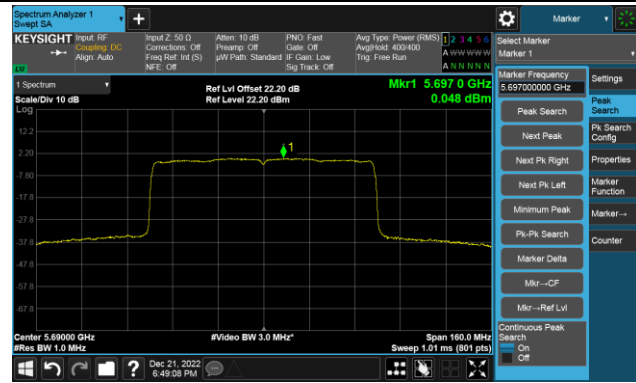 Spectrum Analyzer 1
Swept SA
Marker
KEYSIGHT
Input: RF
Coupling: DC
Align: Auto
Input Z: 50 Ω
Corrections: Off
Freq Ref: Int (S)
NFE: Off
Atten: 10 dB
Preamp: Off
µW Path: Standard
PNO: Fast
Gate: Off
IF Gain: Low
Sig Track: Off
Avg Type: Power (RMS)
Avg|Hold: 400/400
Trig: Free Run
1 2 3 4 5 6
A W W W W W
A N N N N N
Select Marker
Marker 1
1 Spectrum
Scale/Div 10 dB
Log
Ref Lvl Offset 22.20 dB
Ref Level 22.20 dBm
Mkr1 5.697 0 GHz
0.048 dBm
12.2
2.20
-7.80
-17.8
-27.8
-37.8
-47.8
-57.8
-67.8
1
Center 5.69000 GHz
#Res BW 1.0 MHz
#Video BW 3.0 MHz*
Span 160.0 MHz
Sweep 1.01 ms (801 pts)
Marker Frequency
5.697000000 GHz
Peak Search
Next Peak
Next Pk Right
Next Pk Left
Minimum Peak
Pk-Pk Search
Marker Delta
Mkr→CF
Mkr→Ref Lvl
Continuous Peak
Search
On
Off
Settings
Peak
Search
Pk Search
Config
Properties
Marker
Function
Marker→
Counter
Dec 21, 2022
6:49:08 PM